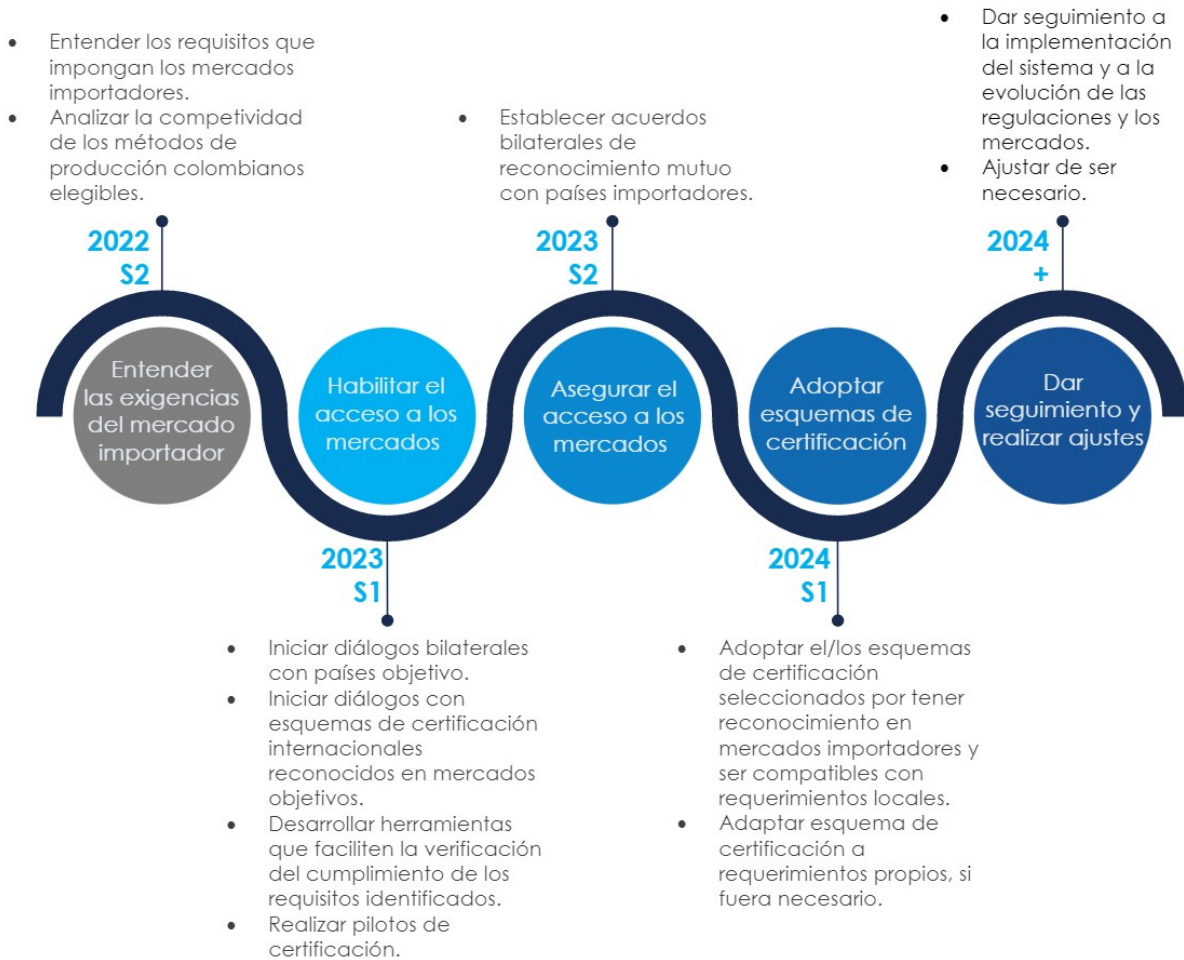 • Entender los requisitos que
impongan los mercados
importadores.
• Analizar la competividad
de los métodos de
producción colombianos
elegibles.
2022
S2
Entender
las exigencias
del mercado
importador
Habilitar el
acceso a los
mercados
2023
S1
• Iniciar diálogos bilaterales
con países objetivo.
• Iniciar diálogos con
esquemas de certificación
internacionales
reconocidos en mercados
objetivos.
• Desarrollar herramientas
que faciliten la verificación
del cumplimiento de los
requisitos identificados.
• Realizar pilotos de
certificación.
• Establecer acuerdos
bilaterales de
reconocimiento mutuo
con países importadores.
2023
S2
Asegurar el
acceso a los
mercados
Adoptar
esquemas de
certificación
2024
S1
• Adoptar el/los esquemas
de certificación
seleccionados por tener
reconocimiento en
mercados importadores y
ser compatibles con
requerimientos locales.
• Adaptar esquema de
certificación a
requerimientos propios, si
fuera necesario.
• Dar seguimiento a
la implementación
del sistema y a la
evolución de las
regulaciones y los
mercados.
• Ajustar de ser
necesario.
2024
+
Dar
seguimiento y
realizar ajustes